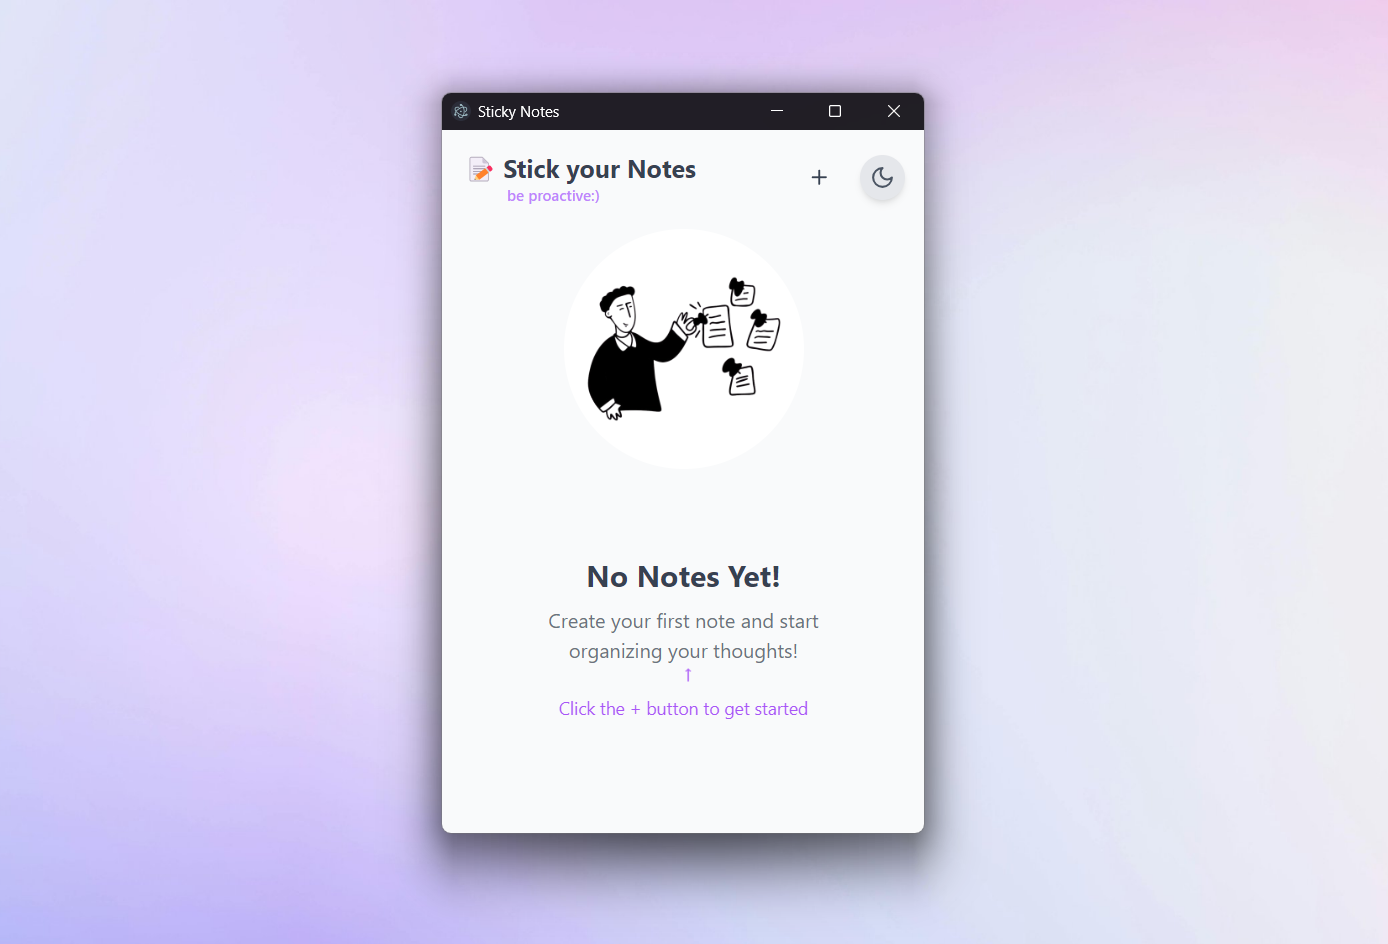 Sticky Notes
Stick your Notes
be proactive:)
No Notes Yet!
Create your first note and start
organizing your thoughts!
↑
Click the + button to get started